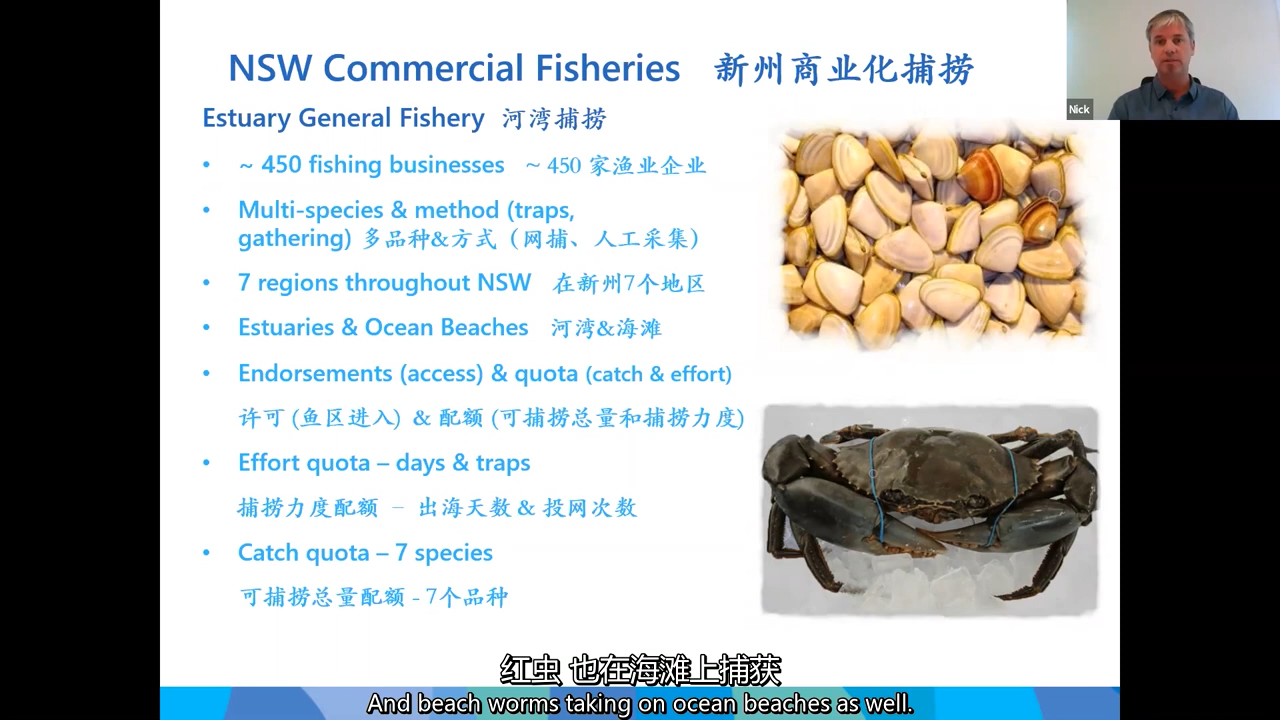 NSW Commercial Fisheries 新州商业化捕捞
Nick
Estuary General Fishery 河湾捕捞
• ~ 450 fishing businesses ~ 450 家渔业企业
• Multi-species & method (traps,
gathering) 多品种&方式（网捕、人工采集）
• 7 regions throughout NSW 在新州7个地区
• Estuaries & Ocean Beaches 河湾&海滩
• Endorsements (access) & quota (catch & effort)
许可 (鱼区进入) & 配额 (可捕捞总量和捕捞力度)
• Effort quota – days & traps
捕捞力度配额 – 出海天数 & 投网次数
• Catch quota – 7 species
可捕捞总量配额 - 7个品种
红虫 也在海滩上捕获
And beach worms taking on ocean beaches as well.